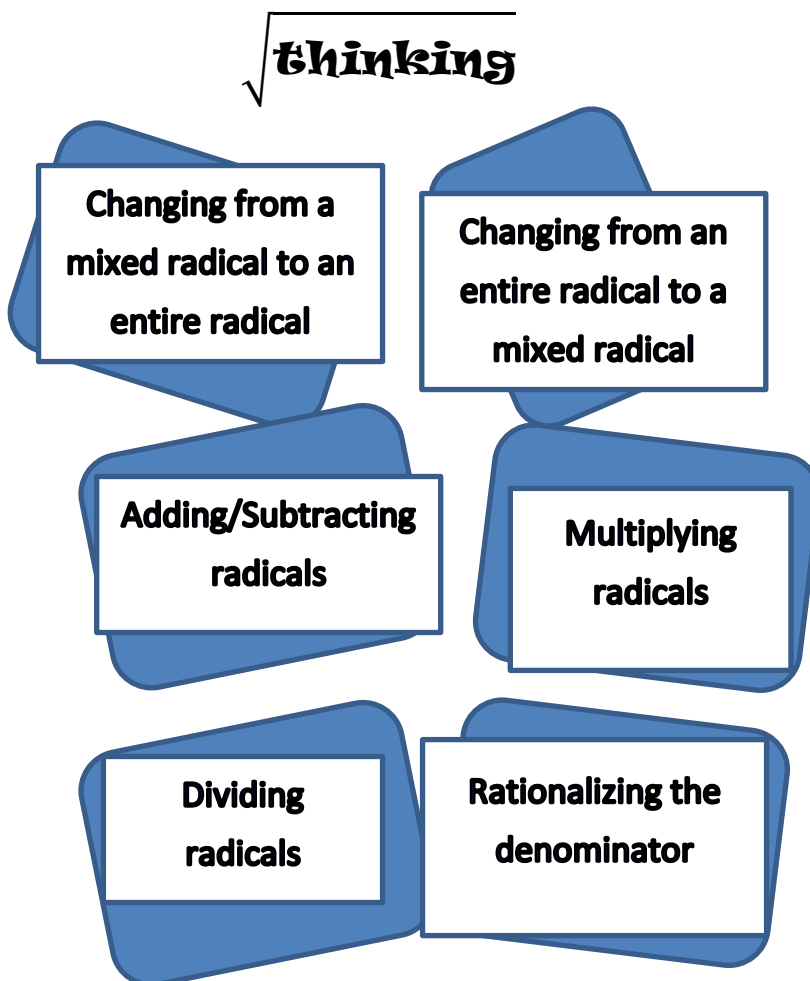 √thinking
Changing from a
mixed radical to an
entire radical
Changing from an
entire radical to a
mixed radical
Adding/Subtracting
radicals
Multiplying
radicals
Dividing
radicals
Rationalizing the
denominator